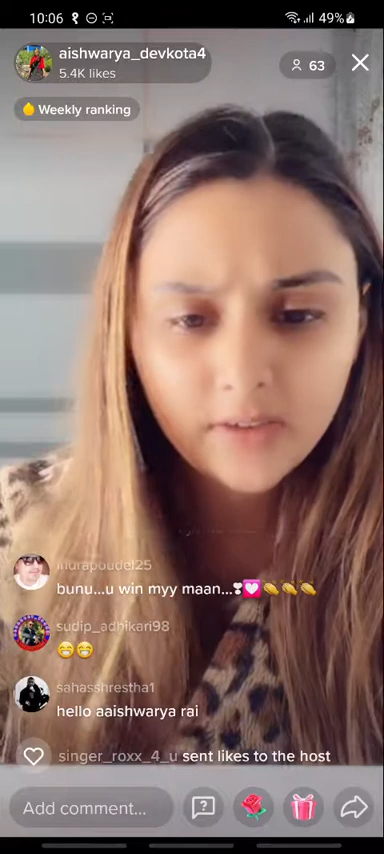 10:06 49%
aishwarya_devkota4
5.4K likes
63
Weekly ranking
indrapoudel25
bunu...u win myy maan...❣💟👏👏👏
sudip_adhikari98
😁😁
sahasshrestha1
hello aaishwarya rai
singer_roxx_4_u sent likes to the host
Add comment...